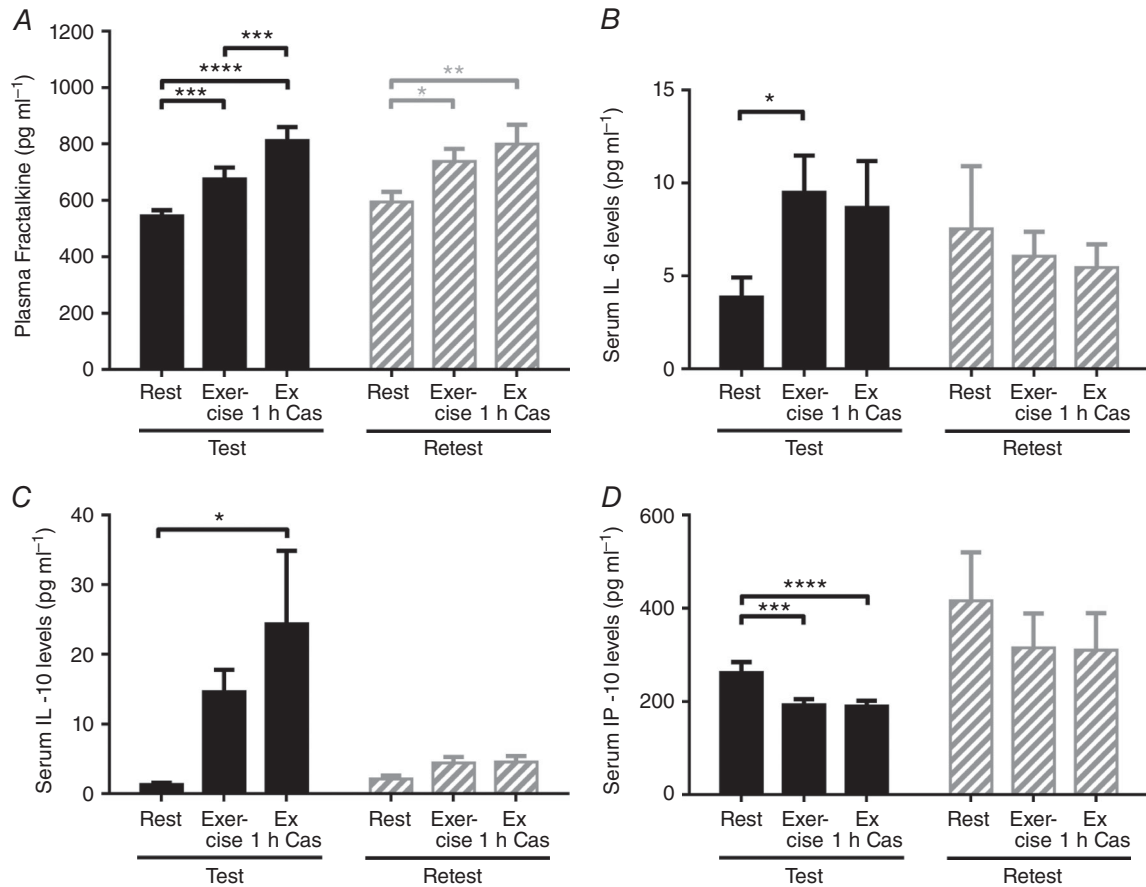 A
Plasma Fractalkine (pg ml⁻¹)
1200
1000
800
600
400
200
0
***
****
***
**
*
Rest Exer- Ex Rest Exer- Ex
cise 1 h Cas cise 1 h Cas
Test Retest
B
Serum IL -6 levels (pg ml⁻¹)
15
10
5
0
*
Rest Exer- Ex Rest Exer- Ex
cise 1 h Cas cise 1 h Cas
Test Retest
C
Serum IL -10 levels (pg ml⁻¹)
40
30
20
10
0
*
Rest Exer- Ex Rest Exer- Ex
cise 1 h Cas cise 1 h Cas
Test Retest
D
Serum IP -10 levels (pg ml⁻¹)
600
400
200
0
****
***
Rest Exer- Ex Rest Exer- Ex
cise 1 h Cas cise 1 h Cas
Test Retest